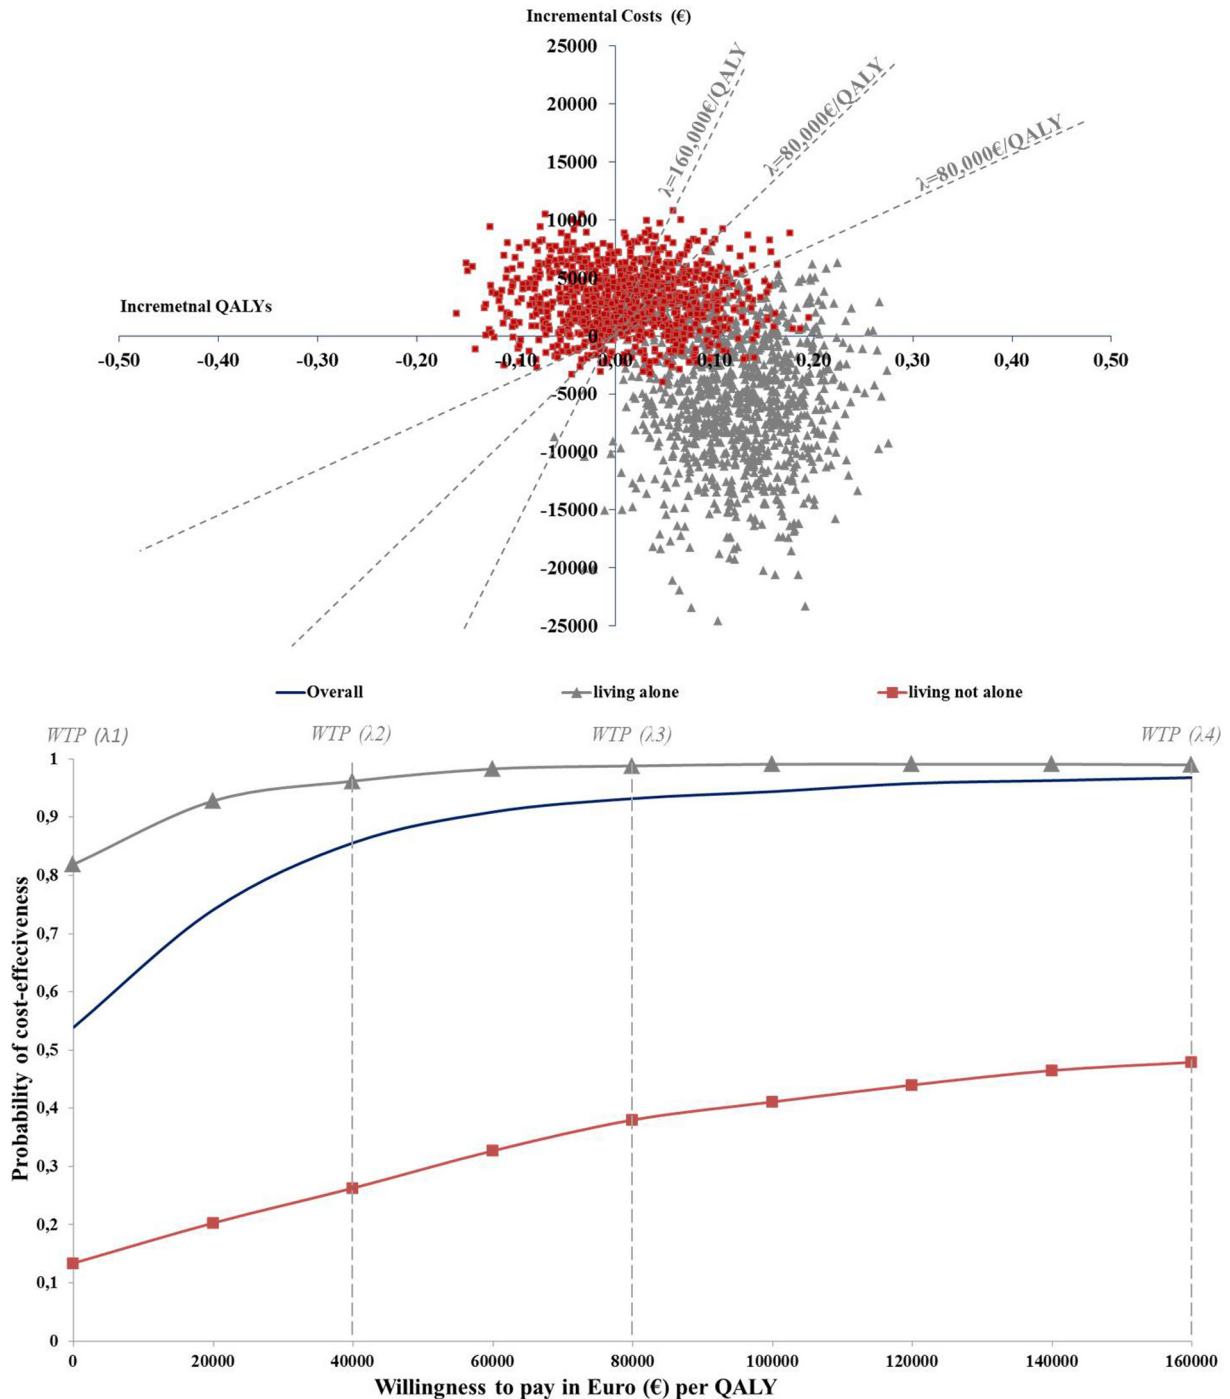 Incremental Costs (€)
25000
20000
15000
10000
5000
0
-5000
-10000
-15000
-20000
-25000
λ=160,000€/QALY
λ=80,000€/QALY
λ=80,000€/QALY
Incremetnal QALYs
-0,50 -0,40 -0,30 -0,20 -0,10 0,00 0,10 0,20 0,30 0,40 0,50
Overall living alone living not alone
WTP (λ1) WTP (λ2) WTP (λ3) WTP (λ4)
Probability of cost-effeciveness
1
0,9
0,8
0,7
0,6
0,5
0,4
0,3
0,2
0,1
0
0 20000 40000 60000 80000 100000 120000 140000 160000
Willingness to pay in Euro (€) per QALY